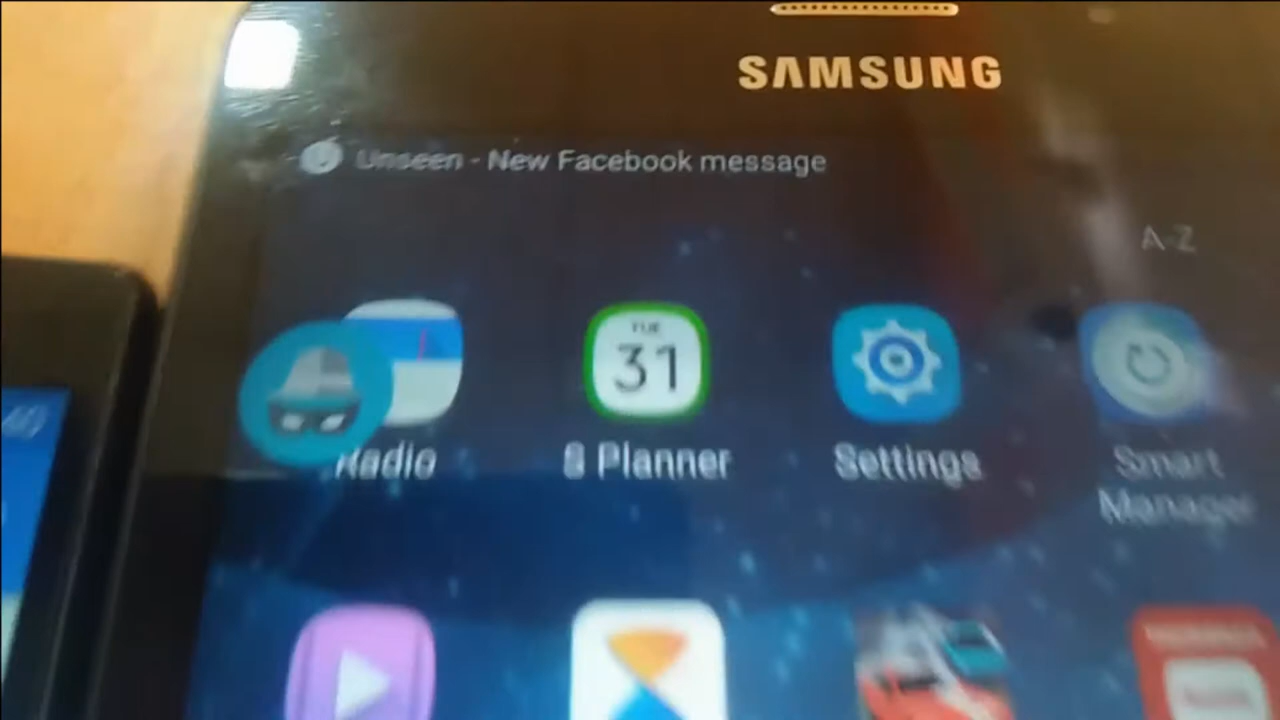 SAMSUNG
Unseen - New Facebook message
A-Z
TUE
31
Radio
S Planner
Settings
Smart
Manager